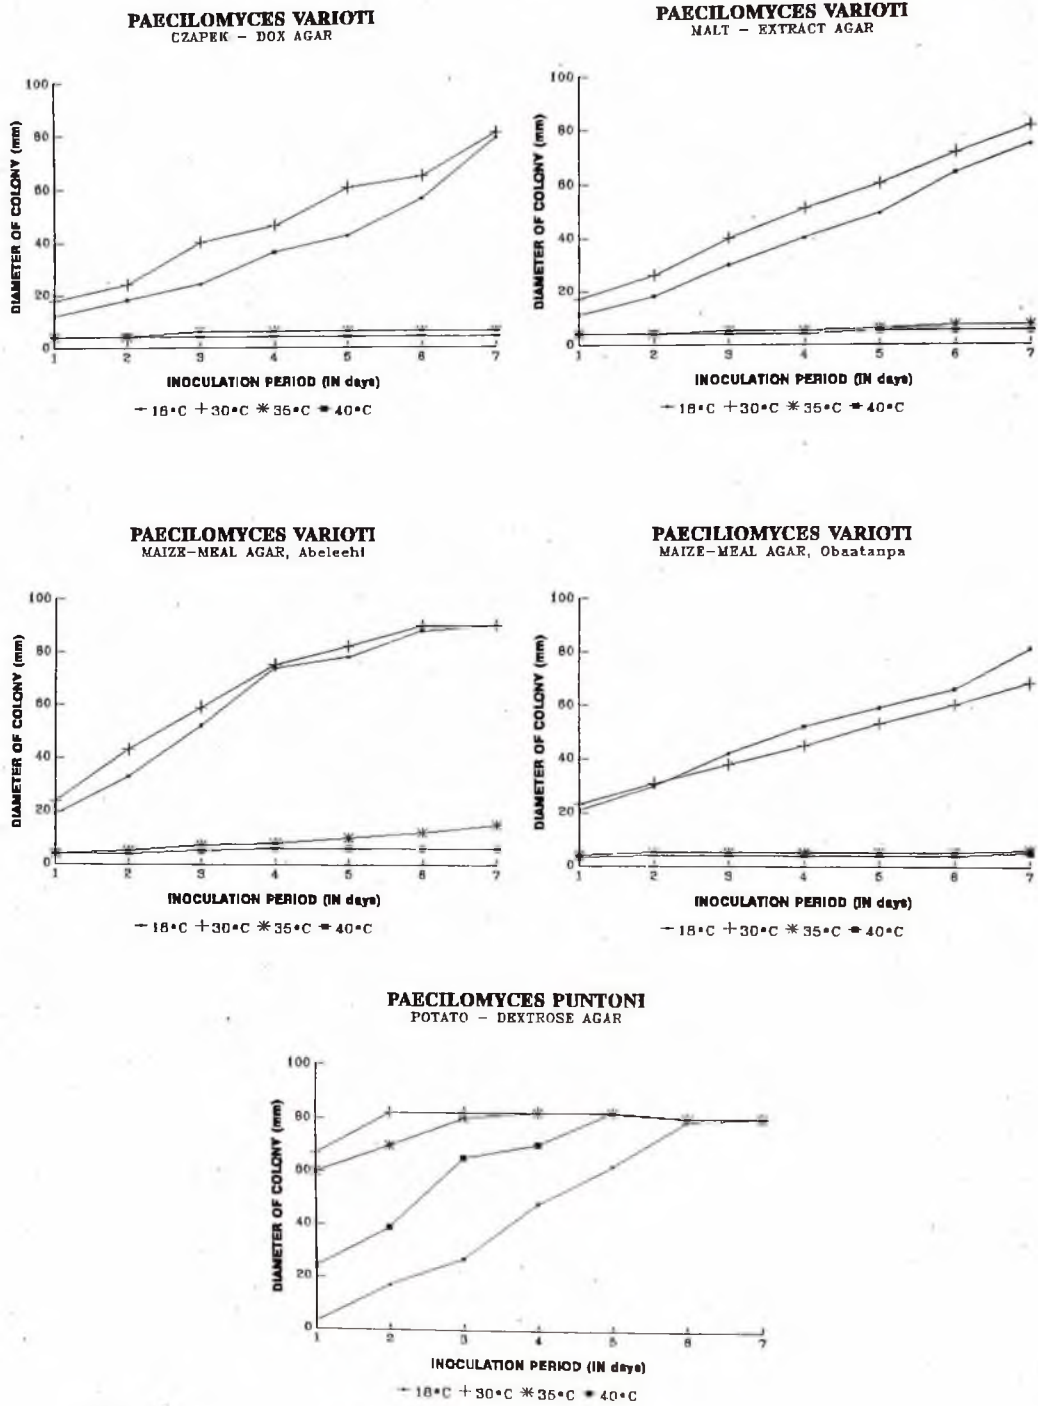 PAECILOMYCES VARIOTI
CZAPEK - DOX AGAR
DIAMETER OF COLONY (mm)
100
80
60
40
20
0
1 2 3 4 5 6 7
INOCULATION PERIOD (IN days)
18°C 30°C 35°C 40°C
PAECILOMYCES VARIOTI
MALT - EXTRACT AGAR
DIAMETER OF COLONY (mm)
100
80
60
40
20
0
1 2 3 4 5 6 7
INOCULATION PERIOD (IN days)
18°C 30°C 35°C 40°C
PAECILOMYCES VARIOTI
MAIZE-MEAL AGAR, Abeleehi
DIAMETER OF COLONY (mm)
100
80
60
40
20
0
1 2 3 4 5 6 7
INOCULATION PERIOD (IN days)
18°C 30°C 35°C 40°C
PAECILIOMYCES VARIOTI
MAIZE-MEAL AGAR, Obaatanpa
DIAMETER OF COLONY (mm)
100
80
60
40
20
0
1 2 3 4 5 6 7
INOCULATION PERIOD (IN days)
18°C 30°C 35°C 40°C
PAECILOMYCES PUNTONI
POTATO - DEXTROSE AGAR
DIAMETER OF COLONY (mm)
100
80
60
40
20
0
1 2 3 4 5 6 7
INOCULATION PERIOD (IN days)
18°C 30°C 35°C 40°C